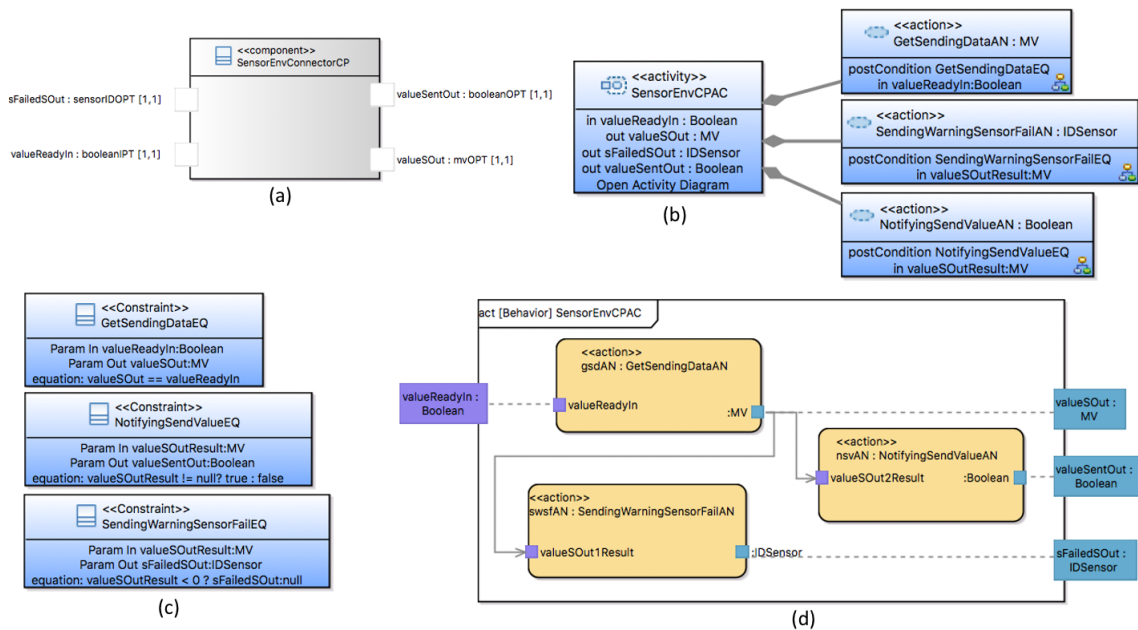 <<component>>
SensorEnvConnectorCP
sFailedSOut : sensorIDOPT [1,1]
valueSentOut : booleanOPT [1,1]
valueReadyIn : booleanIPT [1,1]
valueSOut : mvOPT [1,1]
(a)
<<activity>>
SensorEnvCPAC
in valueReadyIn : Boolean
out valueSOut : MV
out sFailedSOut : IDSensor
out valueSentOut : Boolean
Open Activity Diagram
(b)
<<action>>
GetSendingDataAN : MV
postCondition GetSendingDataEQ
in valueReadyIn:Boolean
<<action>>
SendingWarningSensorFailAN : IDSensor
postCondition SendingWarningSensorFailEQ
in valueSOutResult:MV
<<action>>
NotifyingSendValueAN : Boolean
postCondition NotifyingSendValueEQ
in valueSOutResult:MV
<<Constraint>>
GetSendingDataEQ
Param In valueReadyIn:Boolean
Param Out valueSOut:MV
equation: valueSOut == valueReadyIn
<<Constraint>>
NotifyingSendValueEQ
Param In valueSOutResult:MV
Param Out valueSentOut:Boolean
equation: valueSOutResult != null? true : false
<<Constraint>>
SendingWarningSensorFailEQ
Param In valueSOutResult:MV
Param Out sFailedSOut:IDSensor
equation: valueSOutResult < 0 ? sFailedSOut:null
(c)
act [Behavior] SensorEnvCPAC
<<action>>
gsdAN : GetSendingDataAN
valueReadyIn :
Boolean
valueReadyIn
:MV
valueSOut :
MV
<<action>>
nsvAN : NotifyingSendValueAN
valueSOut2Result
:Boolean
valueSentOut :
Boolean
<<action>>
swsfAN : SendingWarningSensorFailAN
valueSOut1Result
:IDSensor
sFailedSOut :
IDSensor
(d)